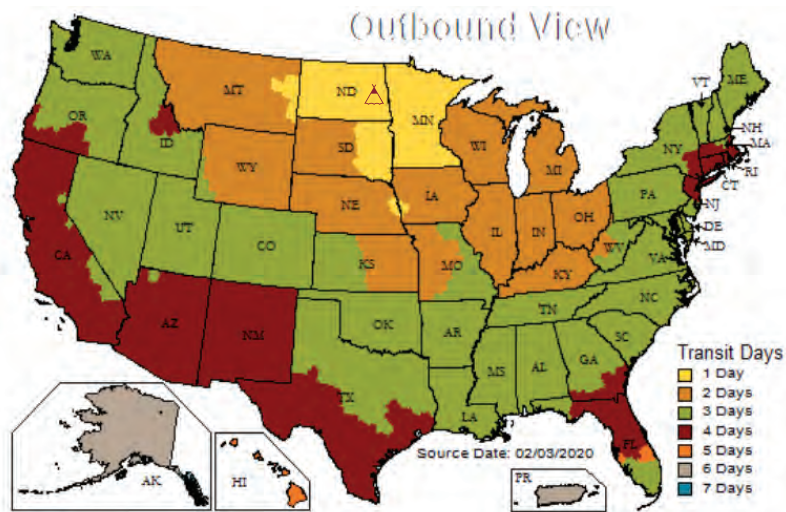 Outbound View
WA
MT
ND
MN
VT
ME
OR
ID
SD
WI
NY
NH
MA
WY
MI
RI
CT
NE
IA
PA
NJ
NV
UT
CO
IL
IN
OH
DE
MD
CA
KS
MO
WV
VA
KY
NC
AZ
NM
OK
AR
TN
SC
MS
AL
GA
TX
LA
FL
Transit Days
1 Day
2 Days
3 Days
4 Days
5 Days
6 Days
7 Days
Source Date: 02/03/2020
AK
HI
PR